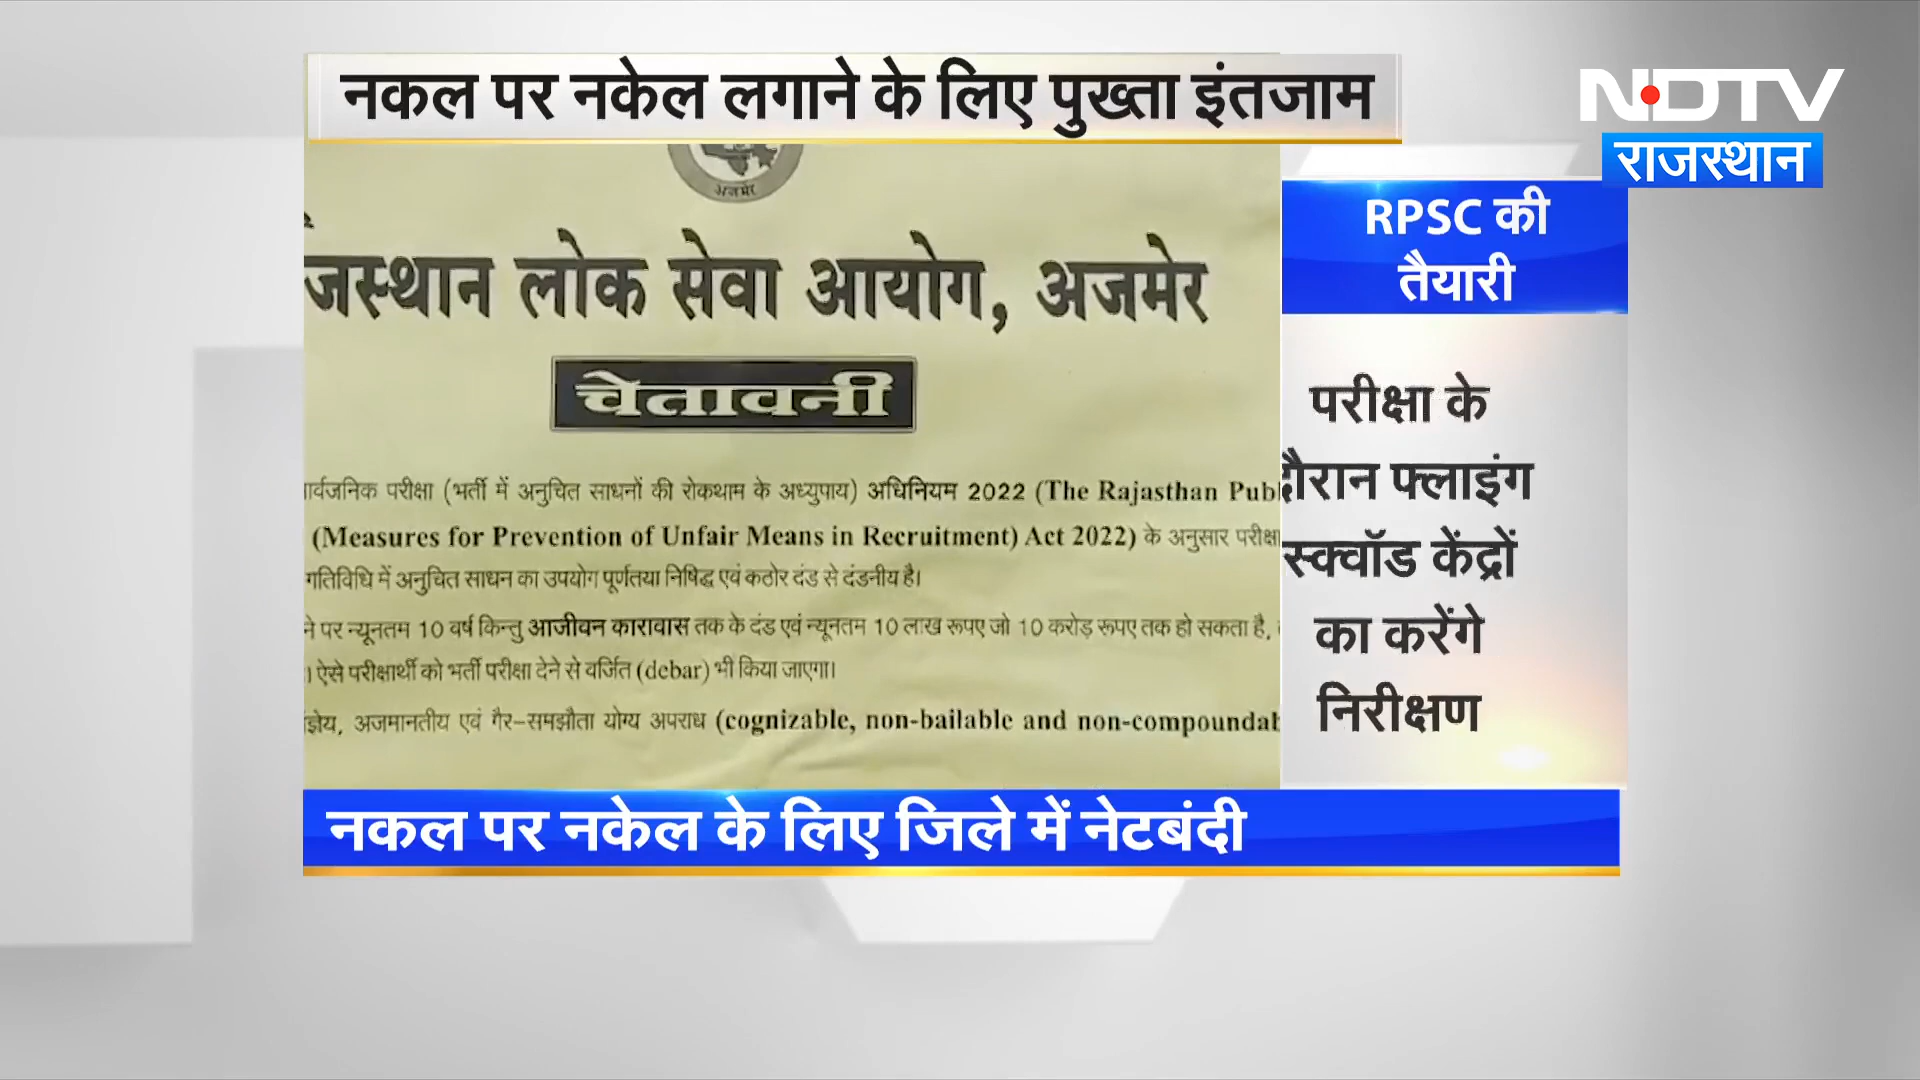 नकल पर नकेल लगाने के लिए पुख्ता इंतजाम
NDTV
राजस्थान
अजमेर
जस्थान लोक सेवा आयोग, अजमेर
चेतावनी
ार्वजनिक परीक्षा (भर्ती में अनुचित साधनों की रोकथाम के अध्युपाय) अधिनियम 2022 (The Rajasthan Publ
(Measures for Prevention of Unfair Means in Recruitment) Act 2022) के अनुसार परीक्षा
गतिविधि में अनुचित साधन का उपयोग पूर्णतया निषिद्ध एवं कठोर दंड से दंडनीय है।
ने पर न्यूनतम 10 वर्ष किन्तु आजीवन कारावास तक के दंड एवं न्यूनतम 10 लाख रूपए जो 10 करोड़ रूपए तक हो सकता है,
। ऐसे परीक्षार्थी को भर्ती परीक्षा देने से वर्जित (debar) भी किया जाएगा।
ंज्ञेय, अजमानतीय एवं गैर-समझौता योग्य अपराध (cognizable, non-bailable and non-compoundab
RPSC की
तैयारी
परीक्षा के
दौरान फ्लाइंग
स्क्वॉड केंद्रों
का करेंगे
निरीक्षण
नकल पर नकेल के लिए जिले में नेटबंदी